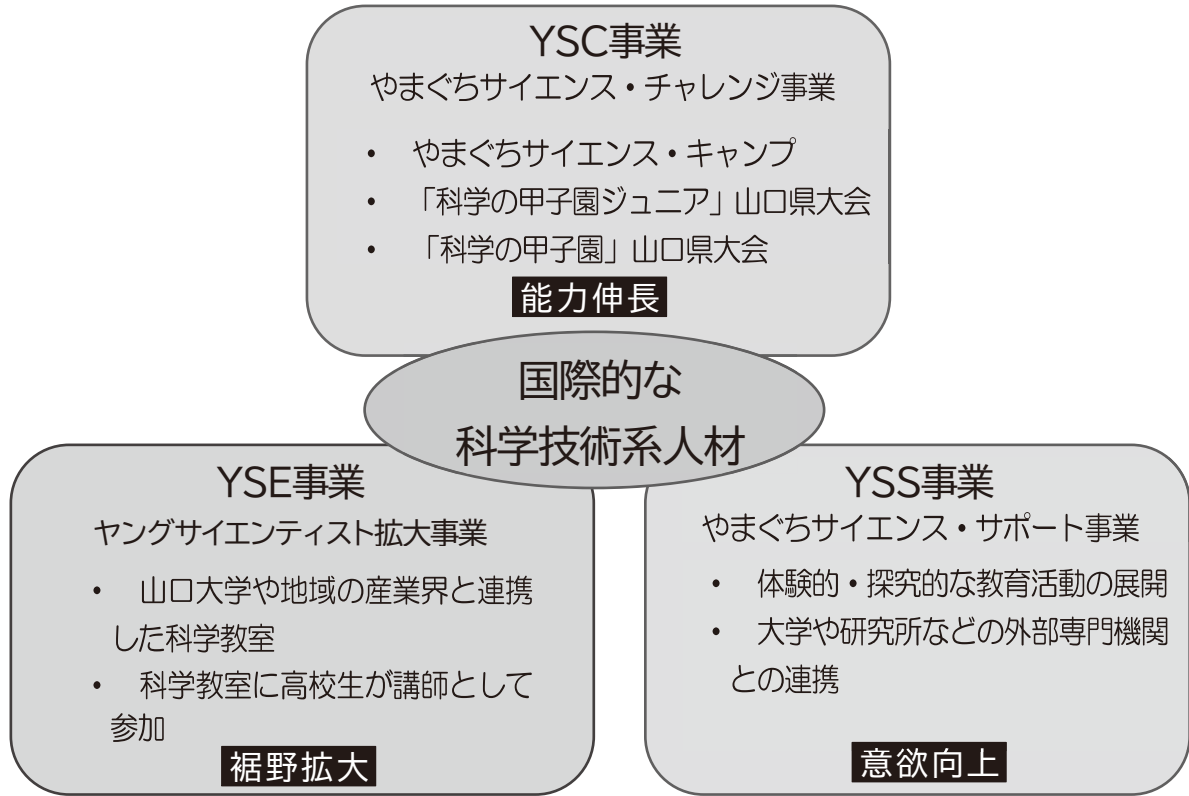 YSC事業
やまぐちサイエンス・チャレンジ事業
• やまぐちサイエンス・キャンプ
• 「科学の甲子園ジュニア」山口県大会
• 「科学の甲子園」山口県大会
能力伸長
国際的な
科学技術系人材
YSE事業
ヤングサイエンティスト拡大事業
• 山口大学や地域の産業界と連携
した科学教室
• 科学教室に高校生が講師として
参加
裾野拡大
YSS事業
やまぐちサイエンス・サポート事業
• 体験的・探究的な教育活動の展開
• 大学や研究所などの外部専門機関
との連携
意欲向上